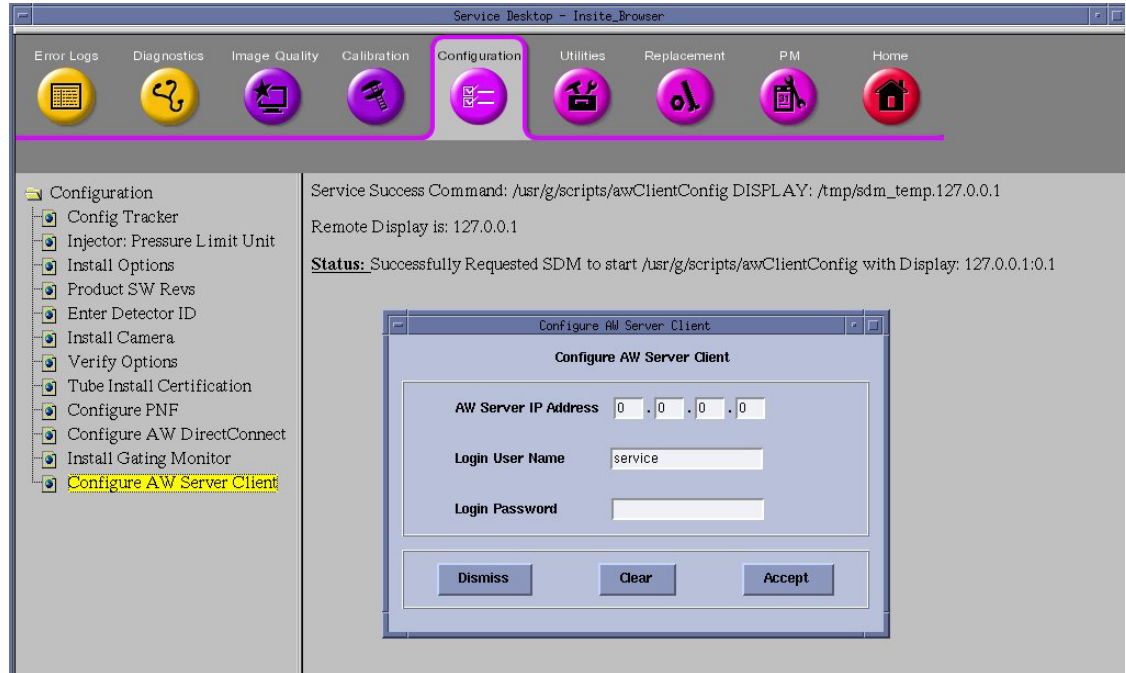 Service Desktop - Insite_Browser
Error Logs Diagnostics Image Quality Calibration Configuration Utilities Replacement PM Home
Configuration
Config Tracker
Injector: Pressure Limit Unit
Install Options
Product SW Revs
Enter Detector ID
Install Camera
Verify Options
Tube Install Certification
Configure PNF
Configure AW DirectConnect
Install Gating Monitor
Configure AW Server Client
Service Success Command: /usr/g/scripts/awClientConfig DISPLAY: /tmp/sdm_temp.127.0.0.1
Remote Display is: 127.0.0.1
Status: Successfully Requested SDM to start /usr/g/scripts/awClientConfig with Display: 127.0.0.1:0.1
Configure AW Server Client
Configure AW Server Client
AW Server IP Address 0 . 0 . 0 . 0
Login User Name service
Login Password
Dismiss Clear Accept